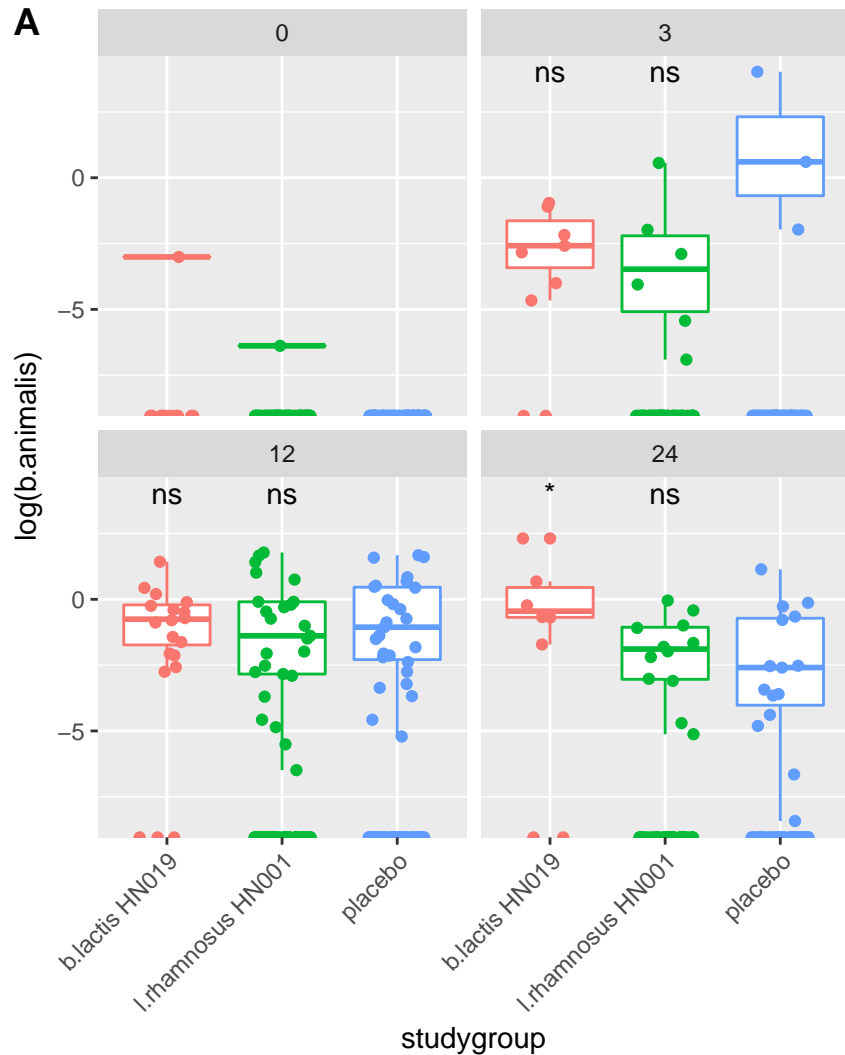 A
0
3
ns
ns
0
−5
log(b.animalis)
12
24
ns
ns
*
ns
0
−5
b.lactis HN019
l.rhamnosus HN001
placebo
b.lactis HN019
l.rhamnosus HN001
placebo
studygroup